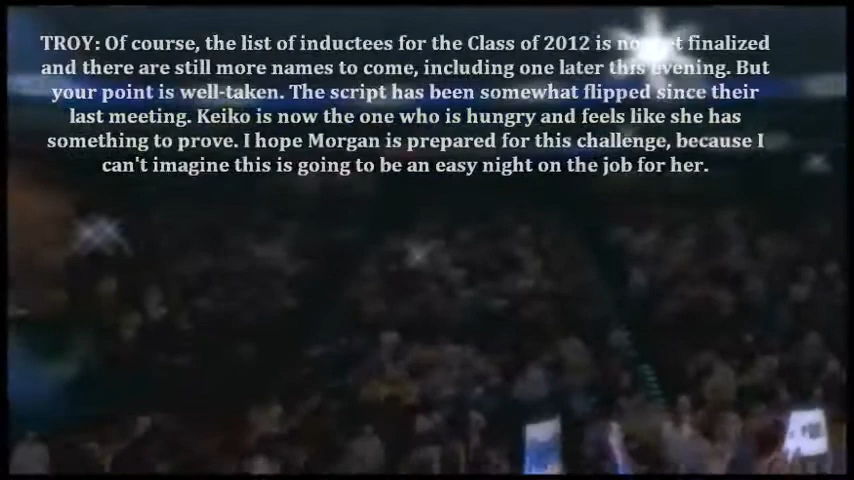 TROY: Of course, the list of inductees for the Class of 2012 is not yet finalized
and there are still more names to come, including one later this evening. But
your point is well-taken. The script has been somewhat flipped since their
last meeting. Keiko is now the one who is hungry and feels like she has
something to prove. I hope Morgan is prepared for this challenge, because I
can't imagine this is going to be an easy night on the job for her.